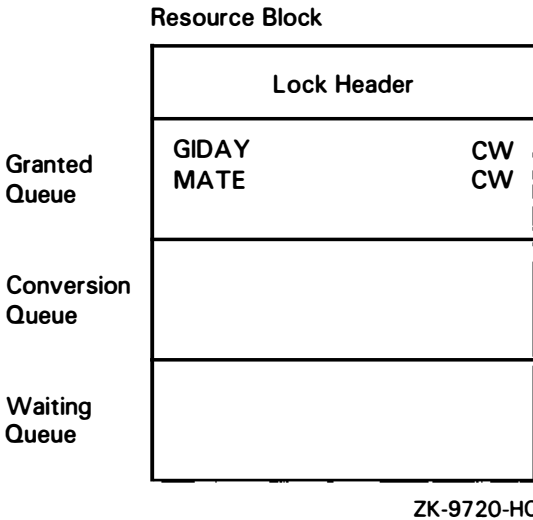 Resource Block
Lock Header
Granted Queue
GIDAY CW
MATE CW
Conversion Queue
Waiting Queue
ZK-9720-HC